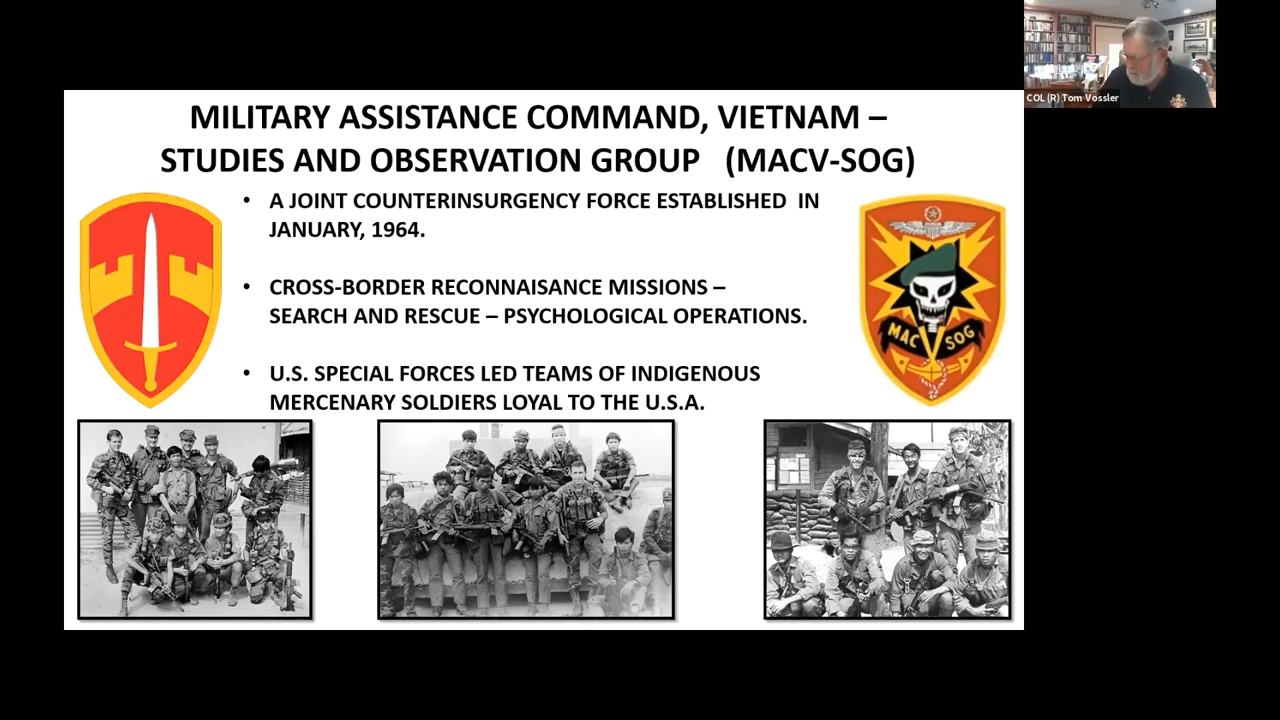 COL (R) Tom Vossler
MILITARY ASSISTANCE COMMAND, VIETNAM –
STUDIES AND OBSERVATION GROUP (MACV-SOG)
• A JOINT COUNTERINSURGENCY FORCE ESTABLISHED IN
JANUARY, 1964.
• CROSS-BORDER RECONNAISANCE MISSIONS –
SEARCH AND RESCUE – PSYCHOLOGICAL OPERATIONS.
• U.S. SPECIAL FORCES LED TEAMS OF INDIGENOUS
MERCENARY SOLDIERS LOYAL TO THE U.S.A.
MAC V SOG